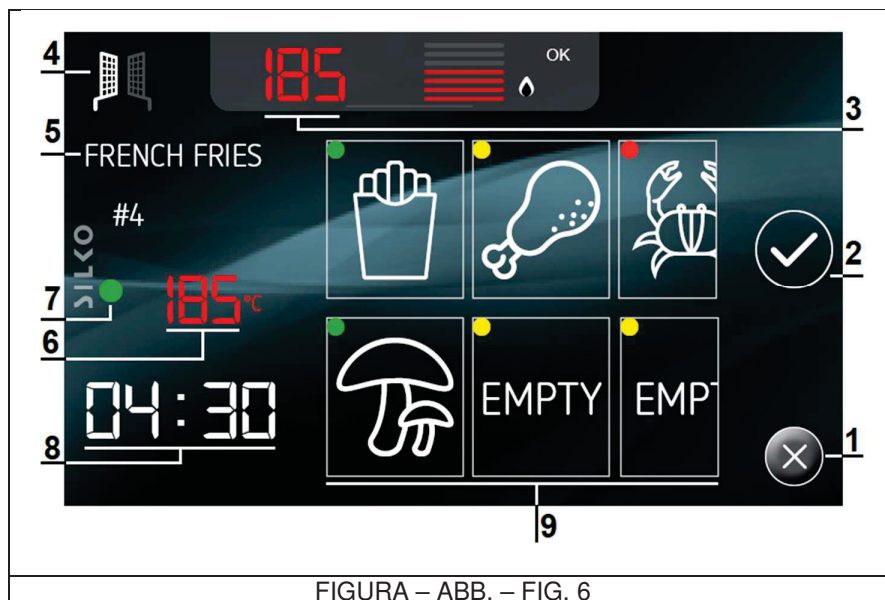 4
185
OK
3
5
FRENCH FRIES
#4
SILKO
2
7
185°C
6
04:30
EMPTY
EMPT
8
1
9
FIGURA – ABB. – FIG. 6